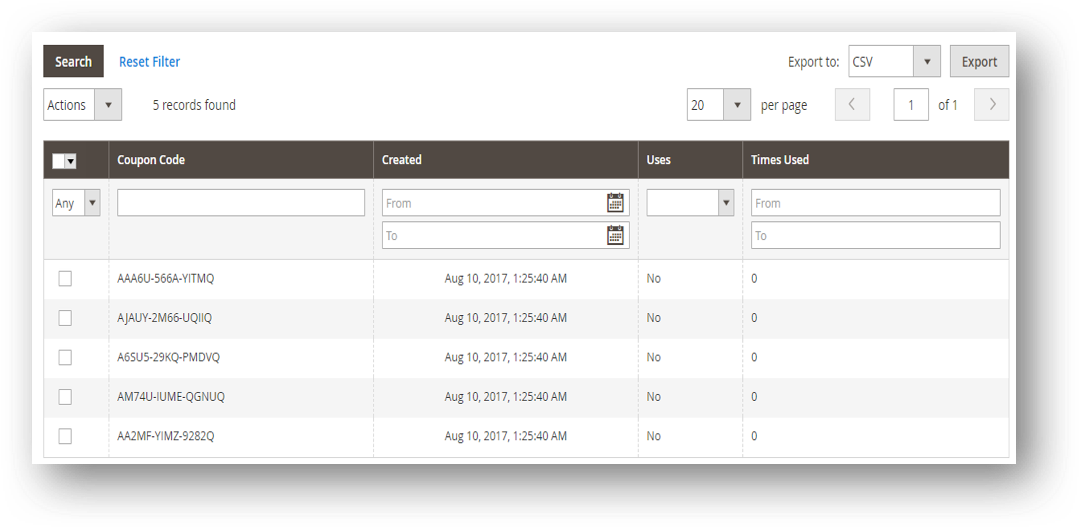 Search Reset Filter Export to: CSV Export
Actions 5 records found 20 per page 1 of 1
Coupon Code Created Uses Times Used
Any From From
To To
AAA6U-566A-YITMQ Aug 10, 2017, 1:25:40 AM No 0
AJAUY-2M66-UQIIQ Aug 10, 2017, 1:25:40 AM No 0
A6SU5-29KQ-PMDVQ Aug 10, 2017, 1:25:40 AM No 0
AM74U-IUME-QGNUQ Aug 10, 2017, 1:25:40 AM No 0
AA2MF-YIMZ-9282Q Aug 10, 2017, 1:25:40 AM No 0